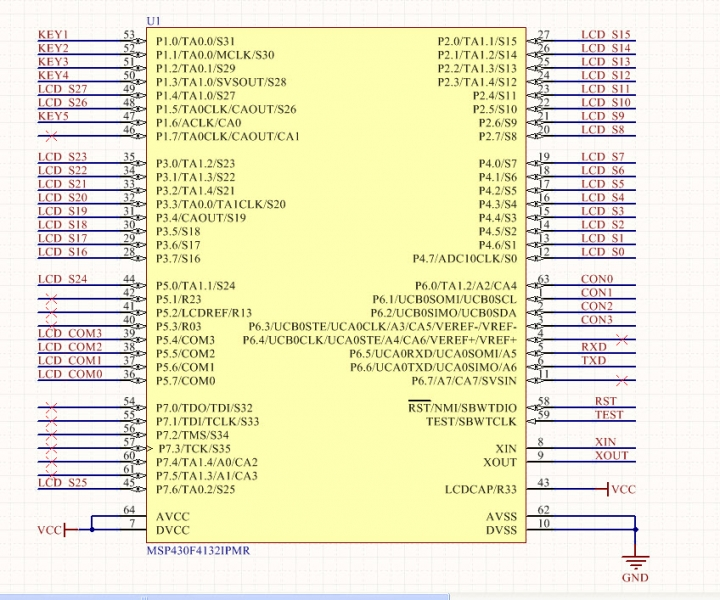 U1
KEY1 53 P1.0/TA0.0/S31 P2.0/TA1.1/S15 27 LCD S15
KEY2 52 P1.1/TA0.0/MCLK/S30 P2.1/TA1.2/S14 26 LCD S14
KEY3 51 P1.2/TA0.1/S29 P2.2/TA1.3/S13 25 LCD S13
KEY4 50 P1.3/TA1.0/SVSOUT/S28 P2.3/TA1.4/S12 24 LCD S12
LCD S27 49 P1.4/TA1.0/S27 P2.4/S11 23 LCD S11
LCD S26 48 P1.5/TA0CLK/CAOUT/S26 P2.5/S10 22 LCD S10
KEY5 47 P1.6/ACLK/CA0 P2.6/S9 21 LCD S9
46 P1.7/TA0CLK/CAOUT/CA1 P2.7/S8 20 LCD S8
LCD S23 35 P3.0/TA1.2/S23 P4.0/S7 19 LCD S7
LCD S22 34 P3.1/TA1.3/S22 P4.1/S6 18 LCD S6
LCD S21 33 P3.2/TA1.4/S21 P4.2/S5 17 LCD S5
LCD S20 32 P3.3/TA0.0/TA1CLK/S20 P4.3/S4 16 LCD S4
LCD S19 31 P3.4/CAOUT/S19 P4.4/S3 15 LCD S3
LCD S18 30 P3.5/S18 P4.5/S2 14 LCD S2
LCD S17 29 P3.6/S17 P4.6/S1 13 LCD S1
LCD S16 28 P3.7/S16 P4.7/ADC10CLK/S0 12 LCD S0
LCD S24 44 P5.0/TA1.1/S24 P6.0/TA1.2/A2/CA4 63 CON0
42 P5.1/R23 P6.1/UCB0SOMI/UCB0SCL 1 CON1
41 P5.2/LCDREF/R13 P6.2/UCB0SIMO/UCB0SDA 2 CON2
40 P5.3/R03 P6.3/UCB0STE/UCA0CLK/A3/CA5/VEREF-/VREF- 3 CON3
LCD COM3 39 P5.4/COM3 P6.4/UCB0CLK/UCA0STE/A4/CA6/VEREF+/VREF+ 4
LCD COM2 38 P5.5/COM2 P6.5/UCA0RXD/UCA0SOMI/A5 5 RXD
LCD COM1 37 P5.6/COM1 P6.6/UCA0TXD/UCA0SIMO/A6 6 TXD
LCD COM0 36 P5.7/COM0 P6.7/A7/CA7/SVSIN 11
54 P7.0/TDO/TDI/S32 RST/NMI/SBWTDIO 58 RST
55 P7.1/TDI/TCLK/S33 TEST/SBWTCLK 59 TEST
56 P7.2/TMS/S34
57 P7.3/TCK/S35 XIN 8 XIN
60 P7.4/TA1.4/A0/CA2 XOUT 9 XOUT
61 P7.5/TA1.3/A1/CA3
LCD S25 45 P7.6/TA0.2/S25 LCDCAP/R33 43 VCC
64 AVCC AVSS 62
VCC 7 DVCC DVSS 10
MSP430F4132IPMR
GND